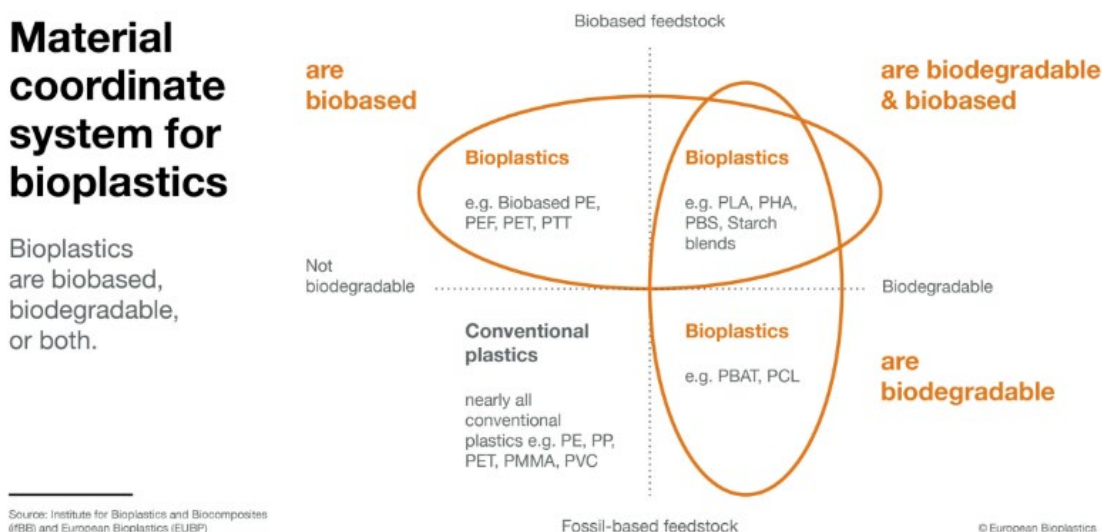 Material
coordinate
system for
bioplastics
Bioplastics
are biobased,
biodegradable,
or both.
Source: Institute for Bioplastics and Biocomposites
(IfBB) and European Bioplastics (EUBP)
Biobased feedstock
are
biobased
are biodegradable
& biobased
Bioplastics
e.g. Biobased PE,
PEF, PET, PTT
Bioplastics
e.g. PLA, PHA,
PBS, Starch
blends
Not
biodegradable
Biodegradable
Conventional
plastics
nearly all
conventional
plastics e.g. PE, PP,
PET, PMMA, PVC
Bioplastics
e.g. PBAT, PCL
are
biodegradable
Fossil-based feedstock
© European Bioplastics